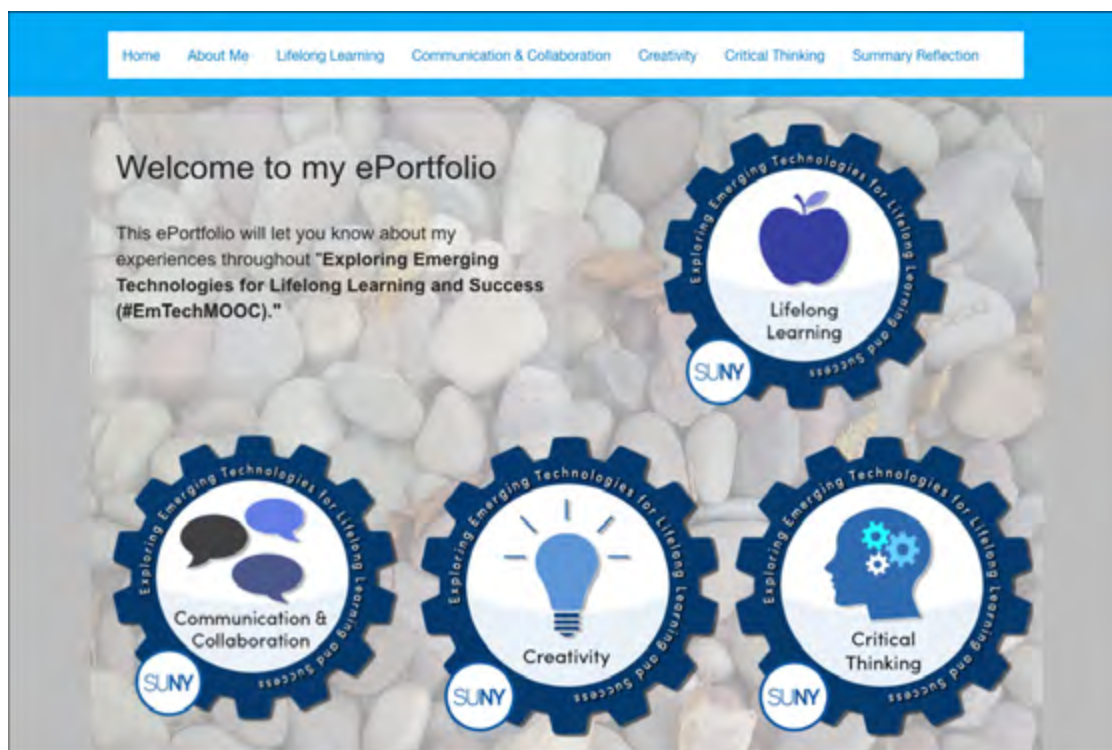 Home About Me Lifelong Learning Communication & Collaboration Creativity Critical Thinking Summary Reflection
Welcome to my ePortfolio
This ePortfolio will let you know about my
experiences throughout "Exploring Emerging
Technologies for Lifelong Learning and Success
(#EmTechMOOC)."
Exploring Emerging Technologies for Lifelong Learning and Success
Lifelong
Learning
SUNY
Exploring Emerging Technologies for Lifelong Learning and Success
Communication &
Collaboration
SUNY
Exploring Emerging Technologies for Lifelong Learning and Success
Creativity
SUNY
Exploring Emerging Technologies for Lifelong Learning and Success
Critical
Thinking
SUNY